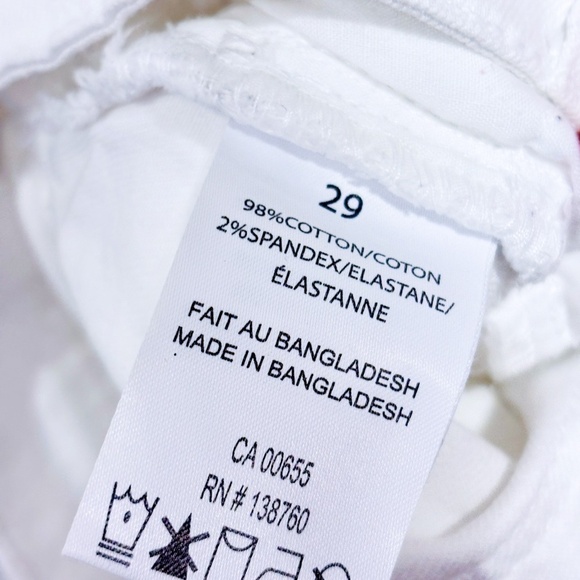 29
98%COTTON/COTON
2%SPANDEX/ELASTANE/
ÉLASTANNE
FAIT AU BANGLADESH
MADE IN BANGLADESH
CA 00655
RN # 138760